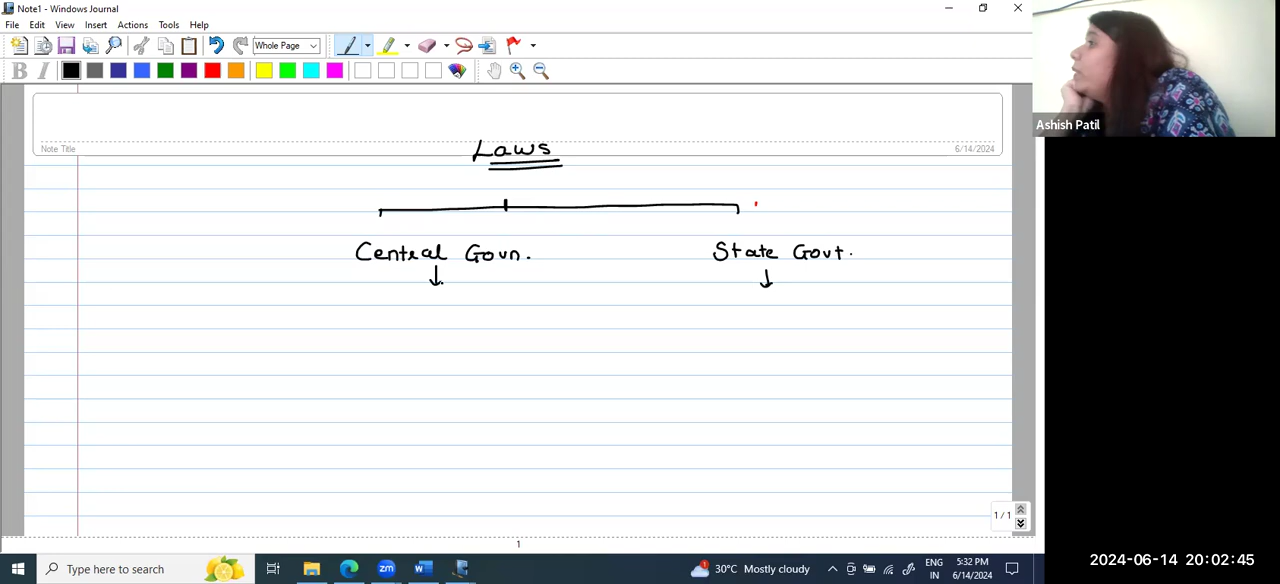 Note1 - Windows Journal
File Edit View Insert Actions Tools Help
Whole Page
B I
Ashish Patil
Laws
Note Title
6/14/2024
Central Govn. State Govt.
1 / 1
1
Type here to search
zm
W
30°C Mostly cloudy
ENG
IN
5:32 PM
6/14/2024
2024-06-14 20:02:45